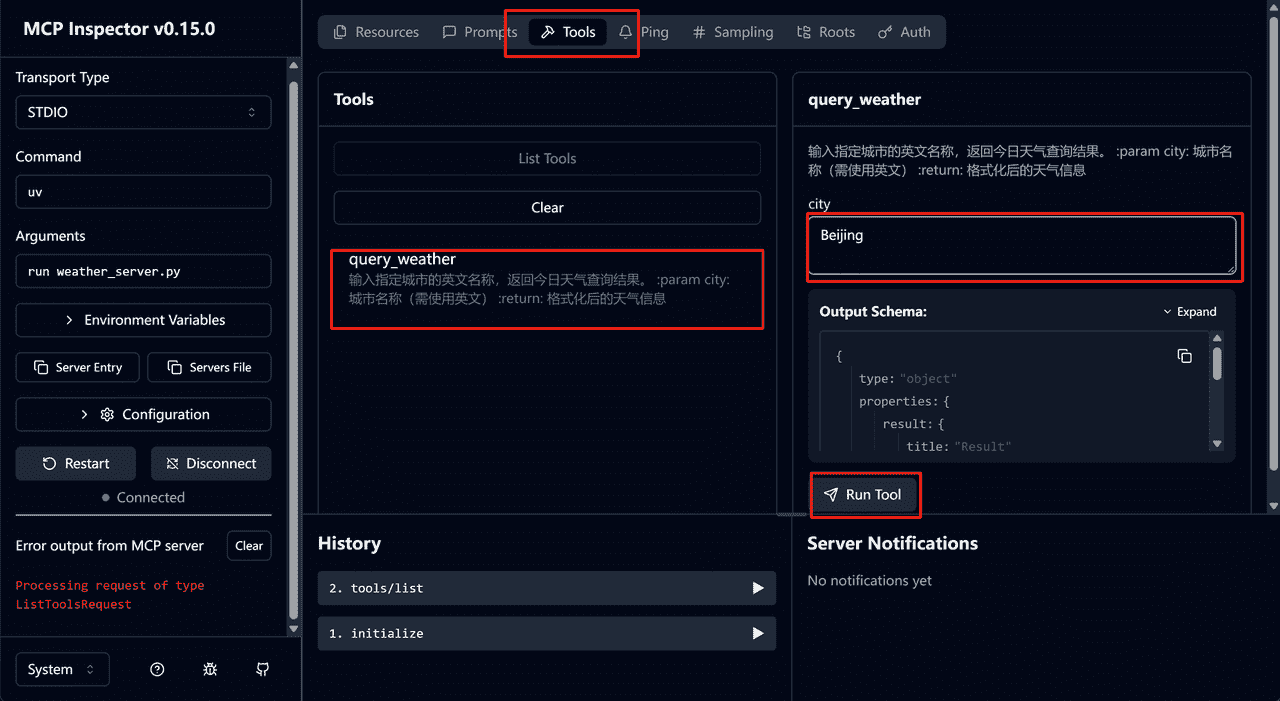 MCP Inspector v0.15.0
Transport Type
STDIO
Command
uv
Arguments
run weather_server.py
Environment Variables
Server Entry
Servers File
Configuration
Restart
Disconnect
Connected
Error output from MCP server
Clear
Processing request of type
ListToolsRequest
System
Resources
Prompts
Tools
Ping
Sampling
Roots
Auth
Tools
List Tools
Clear
query_weather
输入指定城市的英文名称，返回今日天气查询结果。 :param city:
城市名称（需使用英文） :return: 格式化后的天气信息
query_weather
输入指定城市的英文名称，返回今日天气查询结果。 :param city: 城市名
称（需使用英文） :return: 格式化后的天气信息
city
Beijing
Output Schema:
Expand
{
type: "object"
properties: {
result: {
title: "Result"
Run Tool
History
2. tools/list
1. initialize
Server Notifications
No notifications yet